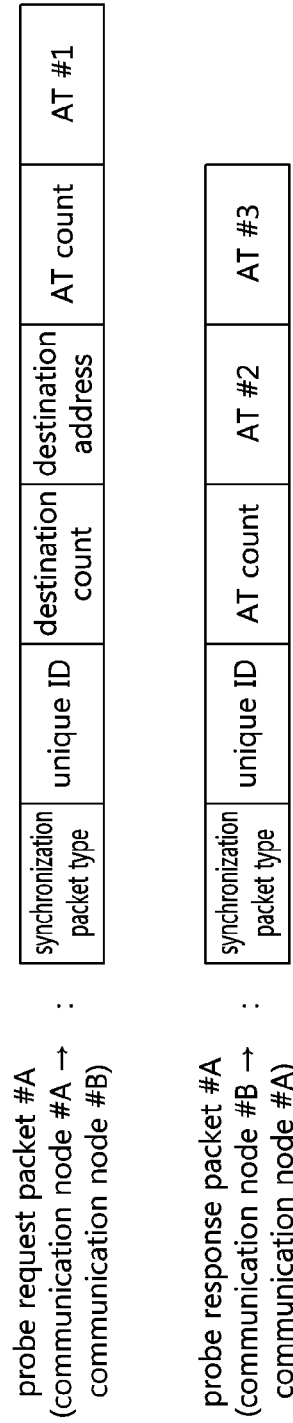 probe request packet #A
(communication node #A → :
communication node #B)
synchronization
packet type
unique ID
destination
count
destination
address
AT count
AT #1
probe response packet #A
(communication node #B → :
communication node #A)
synchronization
packet type
unique ID
AT count
AT #2
AT #3